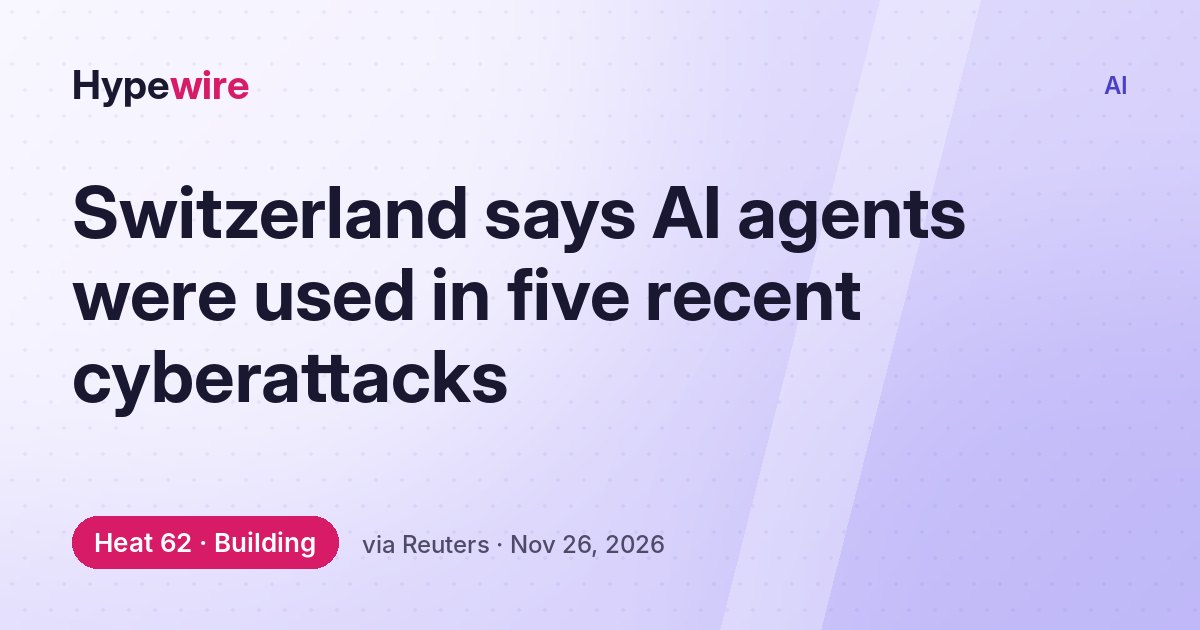 Hypewire
AI
Switzerland says AI agents
were used in five recent
cyberattacks
Heat 62 · Building
via Reuters · Nov 26, 2026